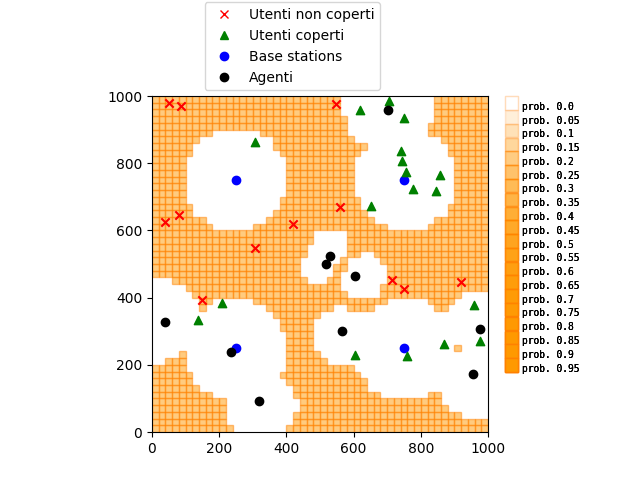 Utenti non coperti
Utenti coperti
Base stations
Agenti
1000
800
600
400
200
0
0
200
400
600
800
1000
prob. 0.0
prob. 0.05
prob. 0.1
prob. 0.15
prob. 0.2
prob. 0.25
prob. 0.3
prob. 0.35
prob. 0.4
prob. 0.45
prob. 0.5
prob. 0.55
prob. 0.6
prob. 0.65
prob. 0.7
prob. 0.75
prob. 0.8
prob. 0.85
prob. 0.9
prob. 0.95